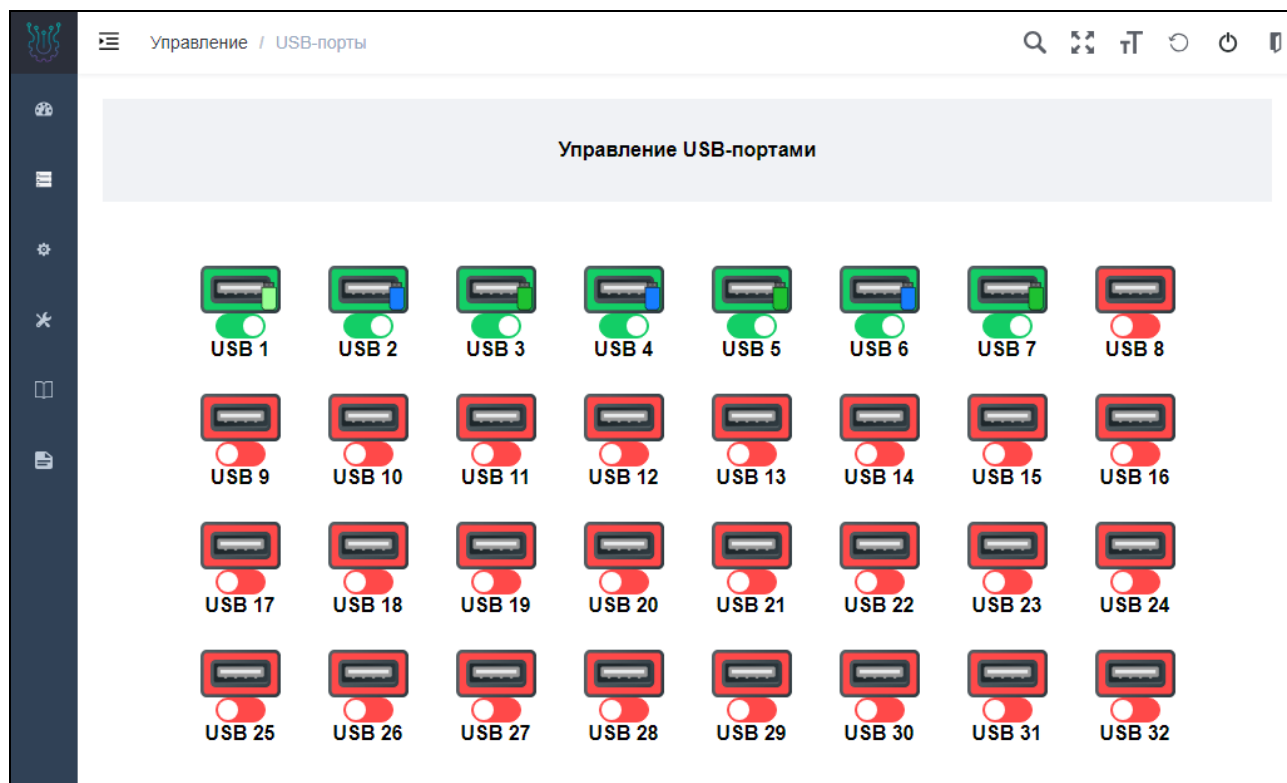 Управление / USB-порты
Управление USB-портами
USB 1 USB 2 USB 3 USB 4 USB 5 USB 6 USB 7 USB 8
USB 9 USB 10 USB 11 USB 12 USB 13 USB 14 USB 15 USB 16
USB 17 USB 18 USB 19 USB 20 USB 21 USB 22 USB 23 USB 24
USB 25 USB 26 USB 27 USB 28 USB 29 USB 30 USB 31 USB 32